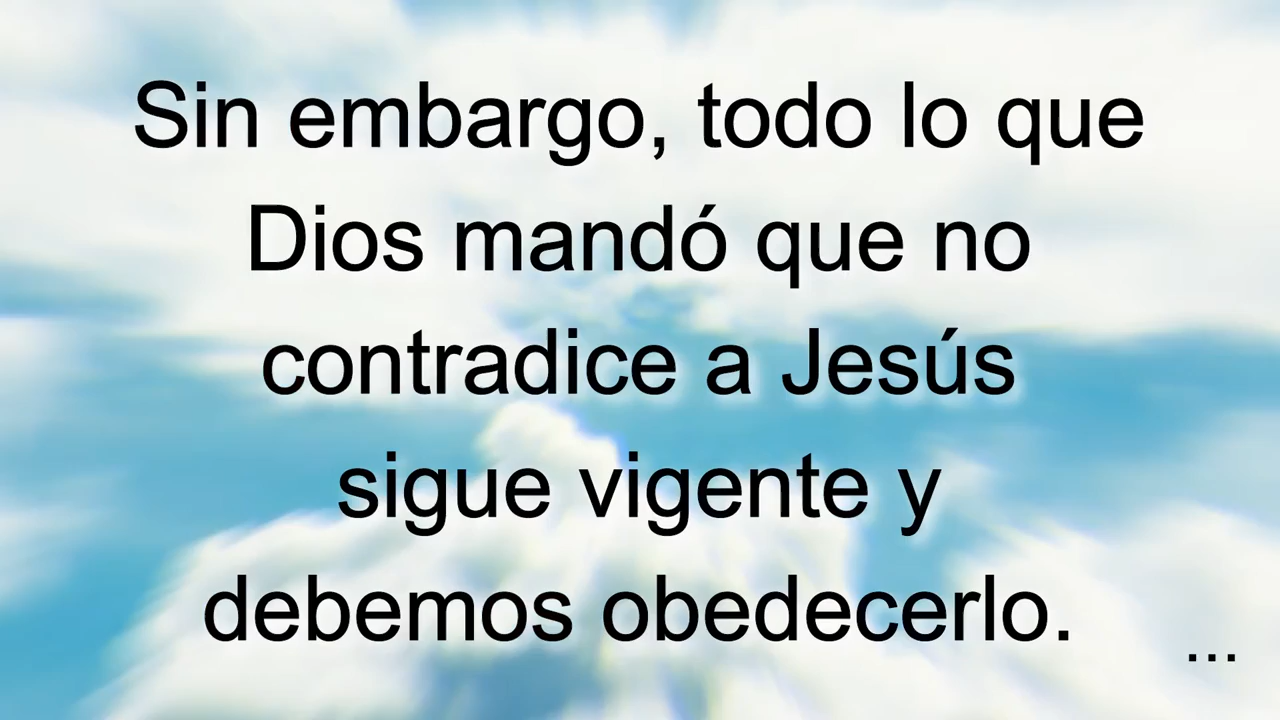 Sin embargo, todo lo que
Dios mandó que no
contradice a Jesús
sigue vigente y
debemos obedecerlo.
...